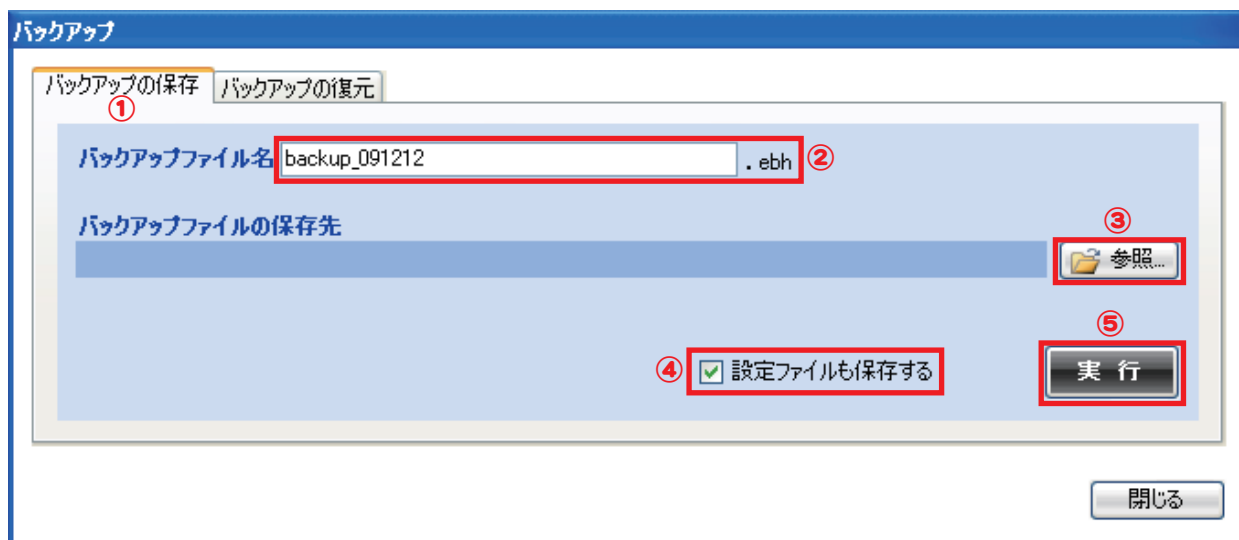 バックアップ
バックアップの保存 バックアップの復元
①
バックアップファイル名 backup_091212 .ebh ②
バックアップファイルの保存先
③
参照...
⑤
④ 設定ファイルも保存する 実 行
閉じる